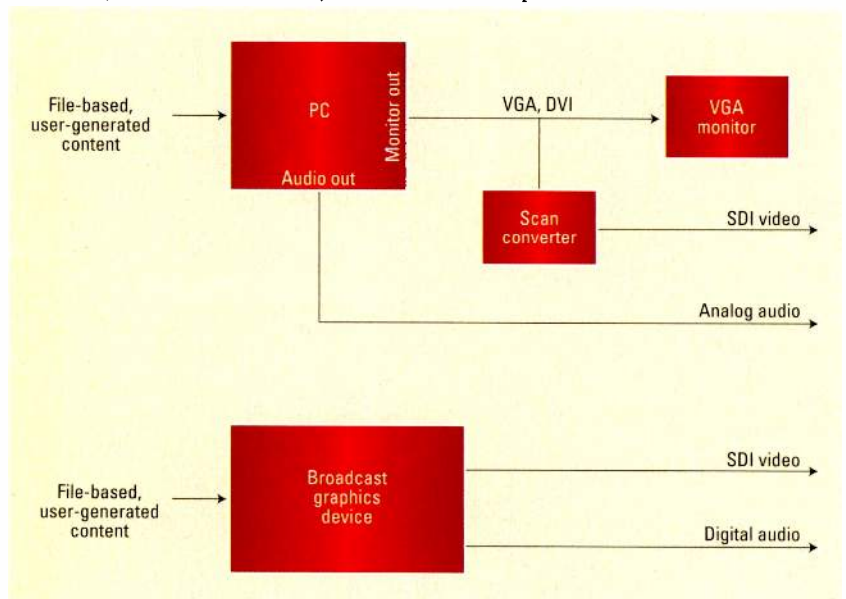 File-based,
user-generated
content
PC
Monitor out
Audio out
VGA, DVI
VGA
monitor
Scan
converter
SDI video
Analog audio
File-based,
user-generated
content
Broadcast
graphics
device
SDI video
Digital audio